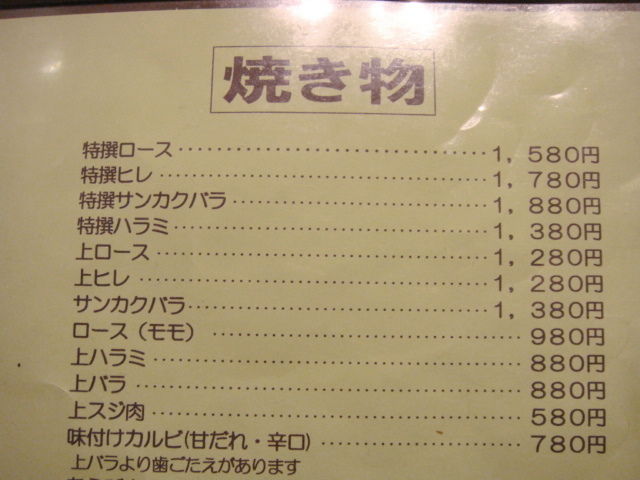 焼き物
特撰ロース……………………………1,580円
特撰ヒレ……………………………1,780円
特撰サンカクバラ……………………………1,880円
特撰ハラミ……………………………1,380円
上ロース……………………………1,280円
上ヒレ……………………………1,280円
サンカクバラ……………………………1,380円
ロース（モモ）……………………………980円
上ハラミ……………………………880円
上バラ……………………………880円
上スジ肉……………………………580円
味付けカルビ(甘だれ・辛口)……………………780円
上バラより歯ごたえがあります